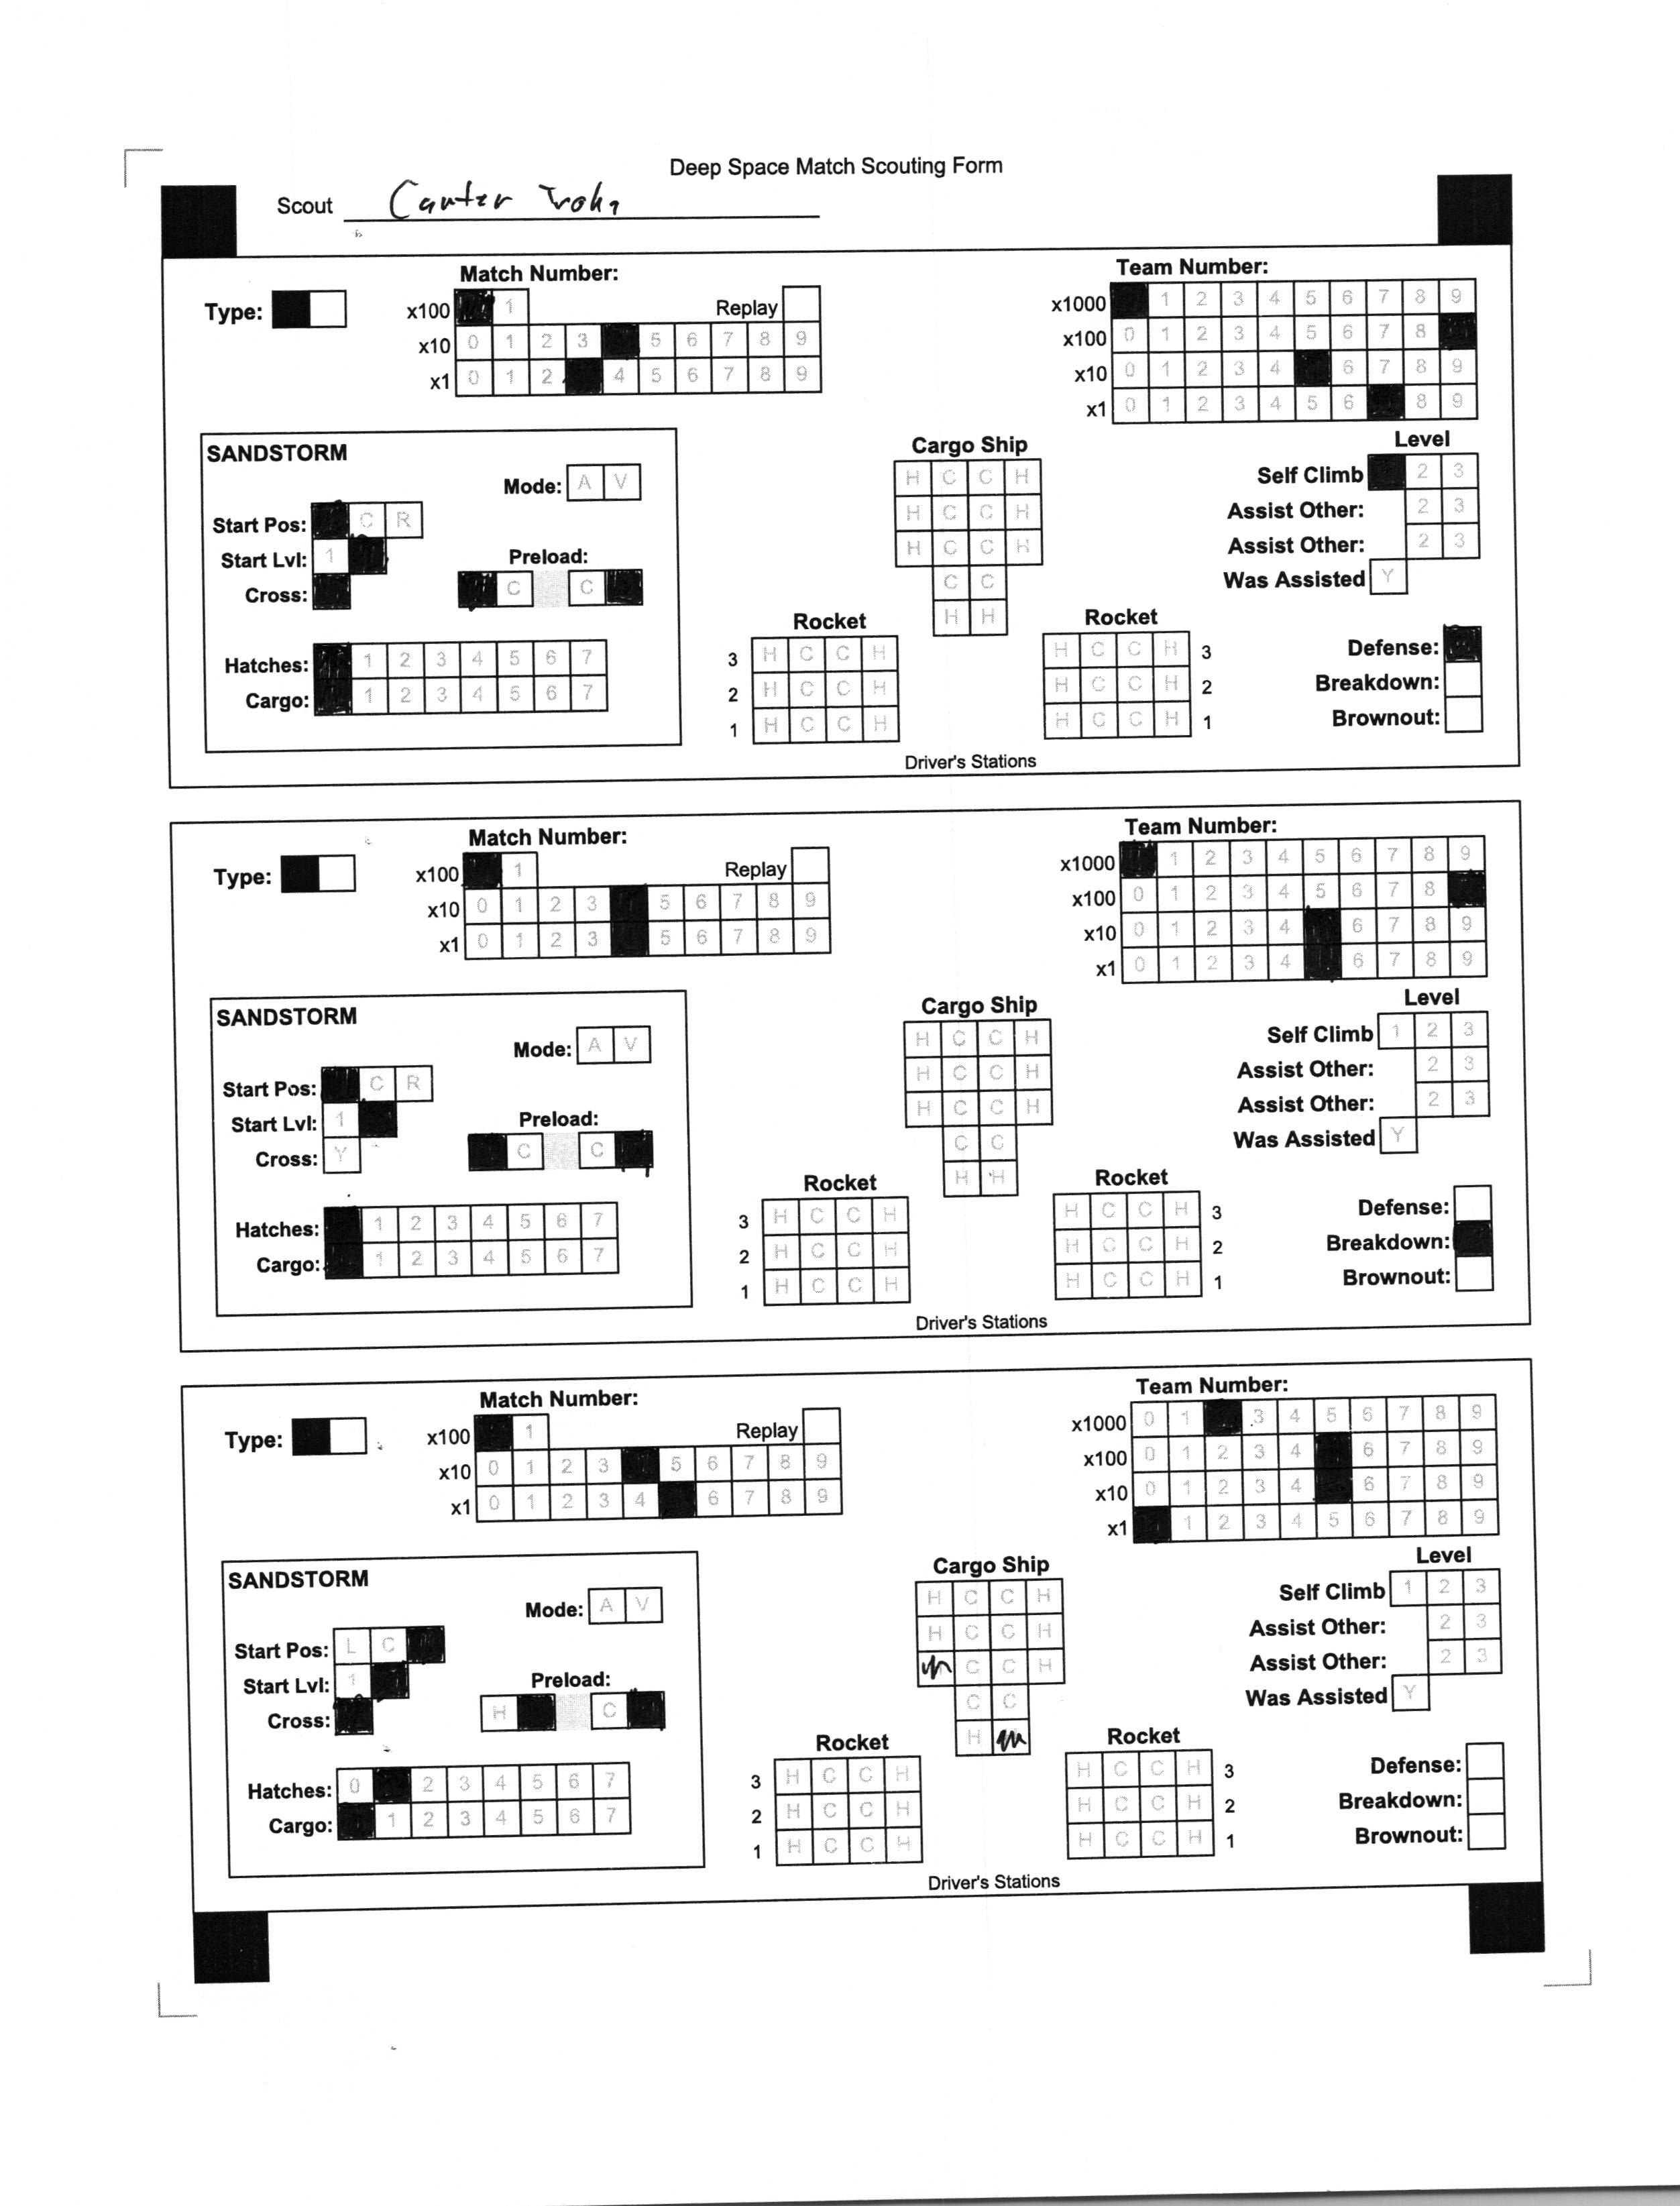 Deep Space Match Scouting Form
Scout
Match Number:
Team Number:
Type:
x100 1 Replay
x10 0 1 2 3 5 6 7 8 9
x1 0 1 2 4 5 6 7 8 9
x1000 1 2 3 4 5 6 7 8 9
x100 0 1 2 3 4 5 6 7 8
x10 0 1 2 3 4 6 7 8 9
x1 0 1 2 3 4 5 6 8 9
SANDSTORM
Mode: A V
Start Pos: C R
Start Lvl: 1
Cross:
Preload:
C C
Hatches: 1 2 3 4 5 6 7
Cargo: 1 2 3 4 5 6 7
Cargo Ship
H C C H
H C C H
H C C H
C C
H H
Rocket
3 H C C H
2 H C C H
1 H C C H
Rocket
H C C H 3
H C C H 2
H C C H 1
Driver's Stations
Level
Self Climb 2 3
Assist Other: 2 3
Assist Other: 2 3
Was Assisted Y
Defense:
Breakdown:
Brownout:
Match Number:
Team Number:
Type:
x100 1 Replay
x10 0 1 2 3 5 6 7 8 9
x1 0 1 2 3 5 6 7 8 9
x1000 1 2 3 4 5 6 7 8 9
x100 0 1 2 3 4 5 6 7 8
x10 0 1 2 3 4 6 7 8 9
x1 0 1 2 3 4 6 7 8 9
SANDSTORM
Mode: A V
Start Pos: C R
Start Lvl: 1
Cross: Y
Preload:
C C
Hatches: 1 2 3 4 5 6 7
Cargo: 1 2 3 4 5 6 7
Cargo Ship
H C C H
H C C H
H C C H
C C
H H
Rocket
3 H C C H
2 H C C H
1 H C C H
Rocket
H C C H 3
H C C H 2
H C C H 1
Driver's Stations
Level
Self Climb 1 2 3
Assist Other: 2 3
Assist Other: 2 3
Was Assisted Y
Defense:
Breakdown:
Brownout:
Match Number:
Team Number:
Type:
x100 1 Replay
x10 0 1 2 3 5 6 7 8 9
x1 0 1 2 3 4 6 7 8 9
x1000 0 1 3 4 5 6 7 8 9
x100 0 1 2 3 4 6 7 8 9
x10 0 1 2 3 4 6 7 8 9
x1 1 2 3 4 5 6 7 8 9
SANDSTORM
Mode: A V
Start Pos: L C
Start Lvl: 1
Cross:
Preload:
H C
Hatches: 0 2 3 4 5 6 7
Cargo: 1 2 3 4 5 6 7
Cargo Ship
H C C H
H C C H
C C H
C C
H
Rocket
3 H C C H
2 H C C H
1 H C C H
Rocket
H C C H 3
H C C H 2
H C C H 1
Driver's Stations
Level
Self Climb 1 2 3
Assist Other: 2 3
Assist Other: 2 3
Was Assisted Y
Defense:
Breakdown:
Brownout: